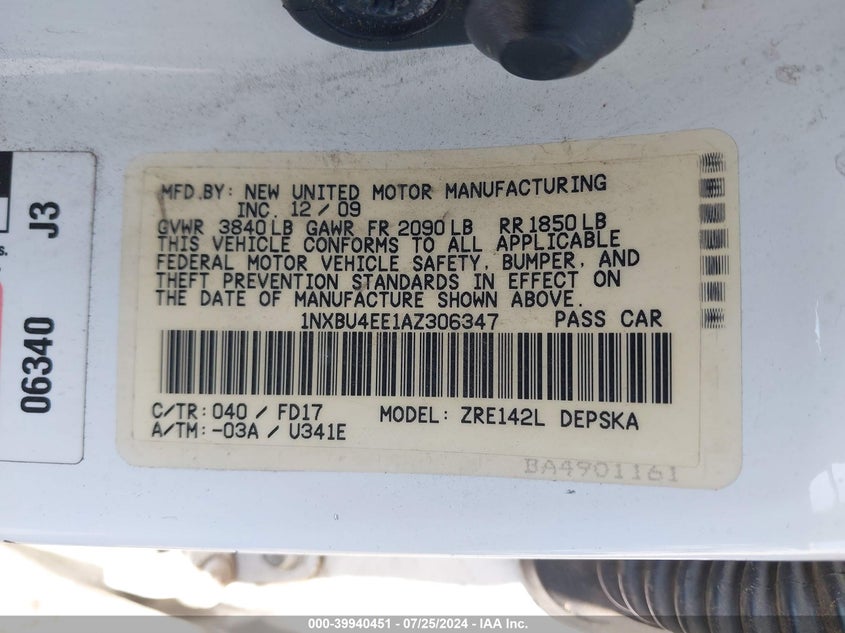 MFD.BY: NEW UNITED MOTOR MANUFACTURING
INC. 12 / 09
GVWR 3840 LB GAWR FR 2090 LB RR 1850 LB
THIS VEHICLE CONFORMS TO ALL APPLICABLE
FEDERAL MOTOR VEHICLE SAFETY, BUMPER, AND
THEFT PREVENTION STANDARDS IN EFFECT ON
THE DATE OF MANUFACTURE SHOWN ABOVE.
1NXBU4EE1AZ306347 PASS CAR
C/TR: 040 / FD17 MODEL: ZRE142L DEPSKA
A/TM: -03A / U341E
BA4901161
s. J3
06340
000-39940451 - 07/25/2024 - IAA Inc.